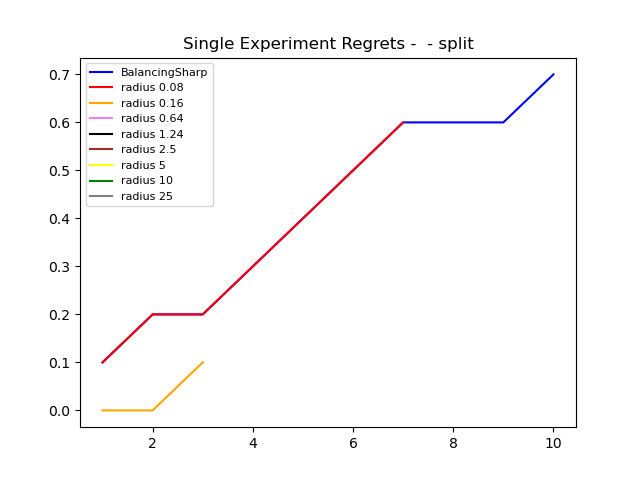 Single Experiment Regrets -  - split
BalancingSharp
radius 0.08
radius 0.16
radius 0.64
radius 1.24
radius 2.5
radius 5
radius 10
radius 25
0.7
0.6
0.5
0.4
0.3
0.2
0.1
0.0
2 4 6 8 10